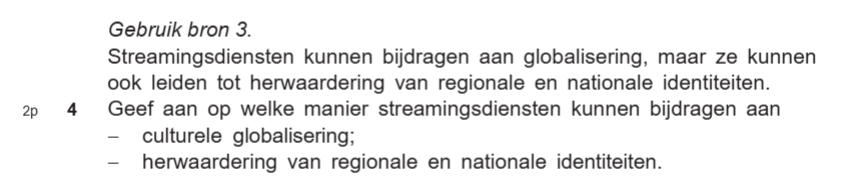 Gebruik bron 3.
Streamingsdiensten kunnen bijdragen aan globalisering, maar ze kunnen
ook leiden tot herwaardering van regionale en nationale identiteiten.
2p 4 Geef aan op welke manier streamingsdiensten kunnen bijdragen aan
– culturele globalisering;
– herwaardering van regionale en nationale identiteiten.